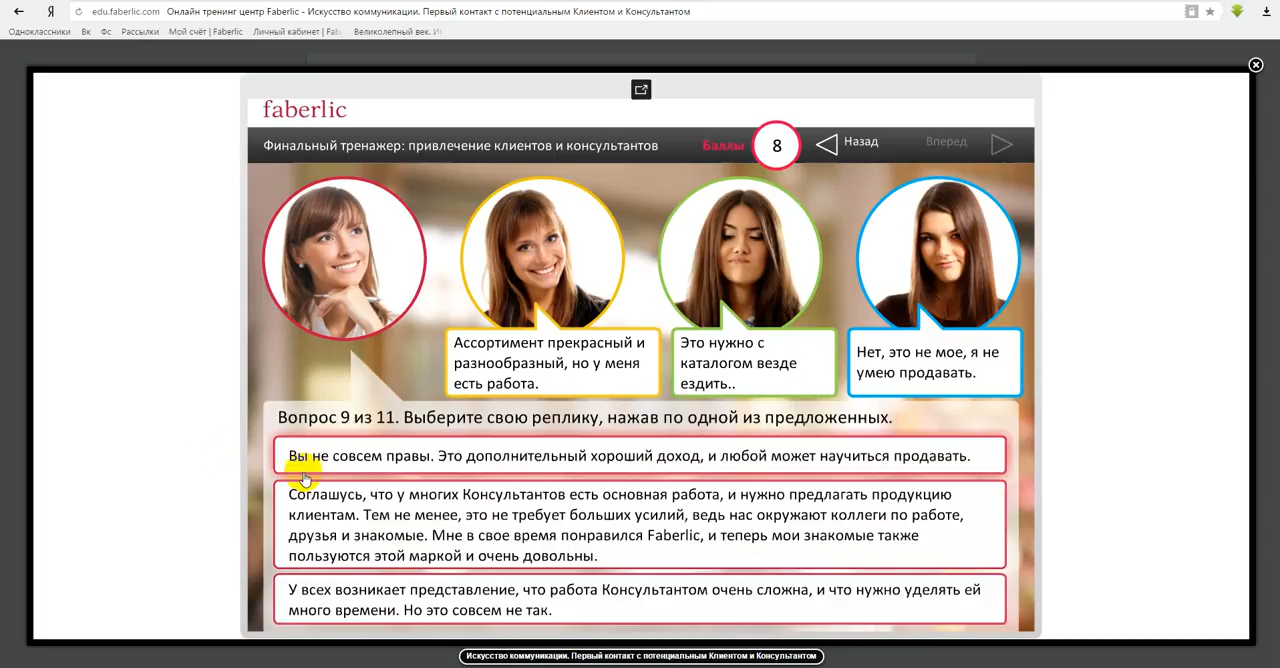 Я edu.faberlic.com Онлайн тренинг центр Faberlic - Искусство коммуникации. Первый контакт с потенциальным Клиентом и Консультантом
Одноклассники Вк Фс Рассылки Мой счёт | Faberlic Личный кабинет | Fab Великолепный век. И
faberlic
Финальный тренажер: привлечение клиентов и консультантов Баллы 8 Назад Вперед
Ассортимент прекрасный и
разнообразный, но у меня
есть работа.
Это нужно с
каталогом везде
ездить..
Нет, это не мое, я не
умею продавать.
Вопрос 9 из 11. Выберите свою реплику, нажав по одной из предложенных.
Вы не совсем правы. Это дополнительный хороший доход, и любой может научиться продавать.
Соглашусь, что у многих Консультантов есть основная работа, и нужно предлагать продукцию
клиентам. Тем не менее, это не требует больших усилий, ведь нас окружают коллеги по работе,
друзья и знакомые. Мне в свое время понравился Faberlic, и теперь мои знакомые также
пользуются этой маркой и очень довольны.
У всех возникает представление, что работа Консультантом очень сложна, и что нужно уделять ей
много времени. Но это совсем не так.
Искусство коммуникации. Первый контакт с потенциальным Клиентом и Консультантом